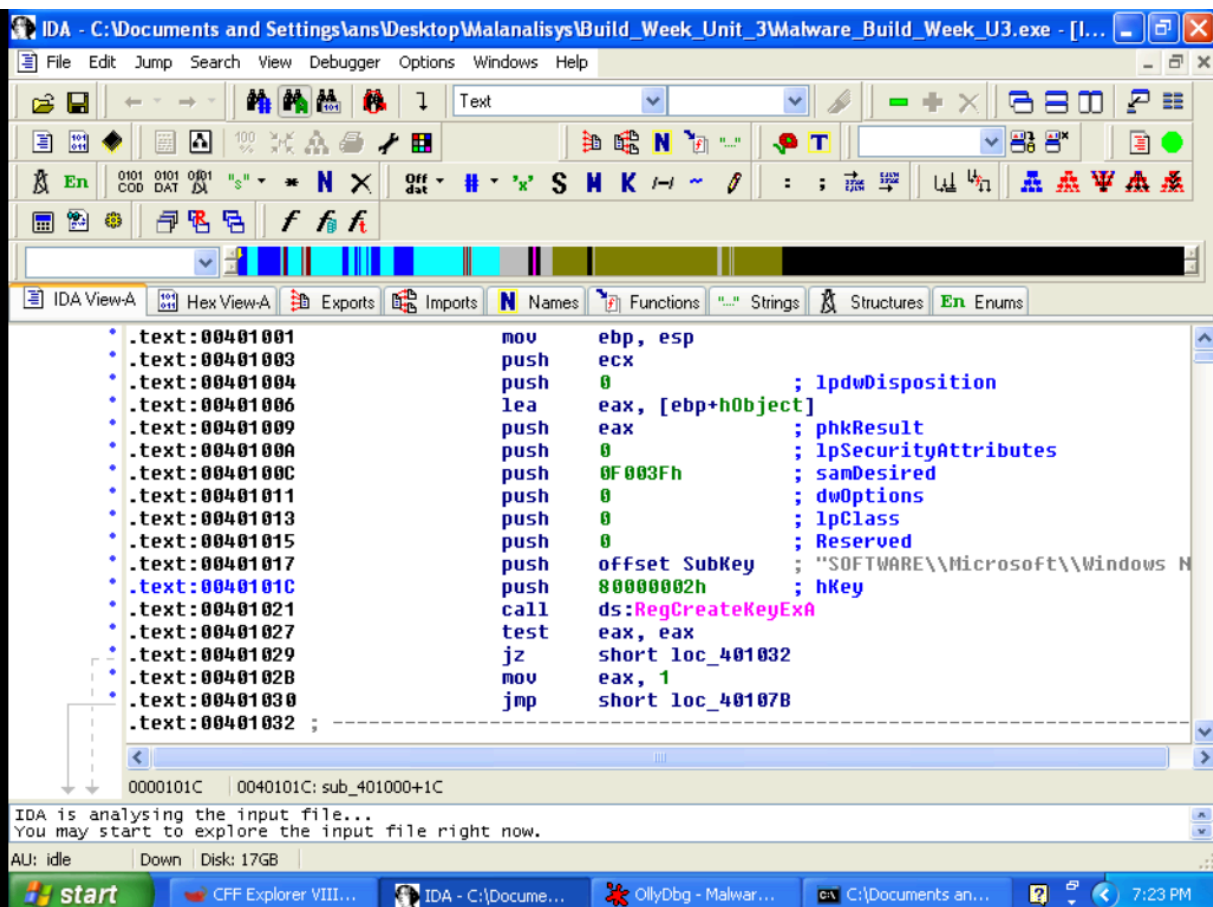 IDA - C:\Documents and Settings\ans\Desktop\Malanalisys\Build_Week_Unit_3\Malware_Build_Week_U3.exe - [I...
File Edit Jump Search View Debugger Options Windows Help
Text
En
S M K
IDA View-A Hex View-A Exports Imports N Names Functions Strings Structures En Enums
.text:00401001 mov ebp, esp
.text:00401003 push ecx
.text:00401004 push 0 ; lpdwDisposition
.text:00401006 lea eax, [ebp+hObject]
.text:00401009 push eax ; phkResult
.text:0040100A push 0 ; lpSecurityAttributes
.text:0040100C push 0F003Fh ; samDesired
.text:00401011 push 0 ; dwOptions
.text:00401013 push 0 ; lpClass
.text:00401015 push 0 ; Reserved
.text:00401017 push offset SubKey ; "SOFTWARE\\Microsoft\\Windows N
.text:0040101C push 80000002h ; hKey
.text:00401021 call ds:RegCreateKeyExA
.text:00401027 test eax, eax
.text:00401029 jz short loc_401032
.text:0040102B mov eax, 1
.text:00401030 jmp short loc_40107B
.text:00401032 ; ---------------------------------------------------------------------------
0000101C 0040101C: sub_401000+1C
IDA is analysing the input file...
You may start to explore the input file right now.
AU: idle Down Disk: 17GB
start CFF Explorer VIII... IDA - C:\Docume... OllyDbg - Malwar... C:\Documents an... 7:23 PM